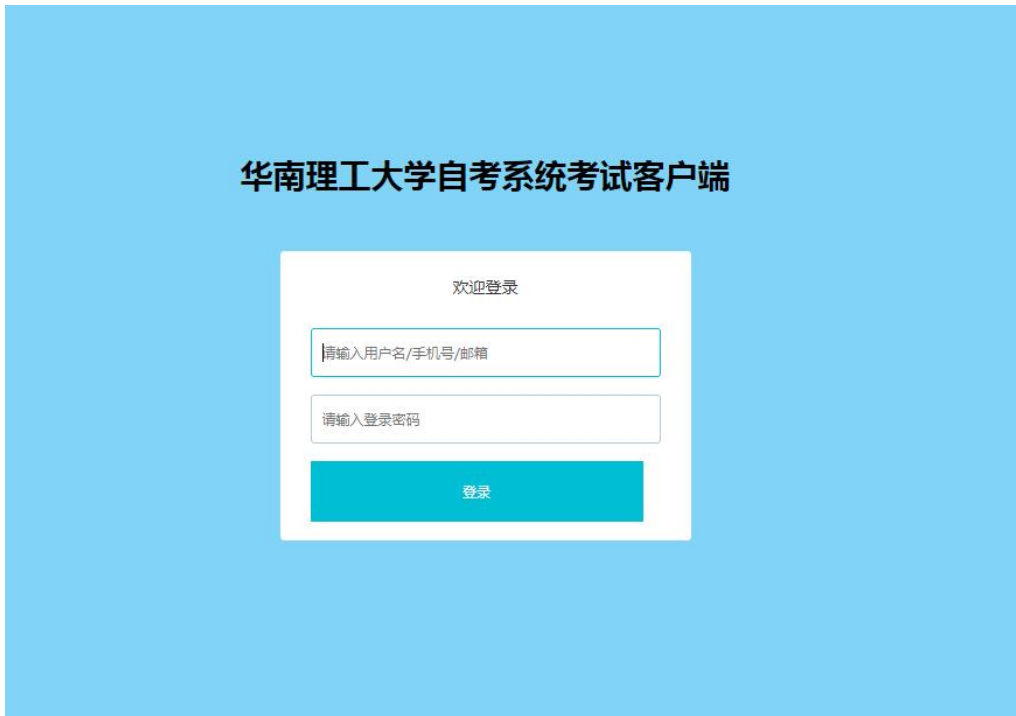 华南理工大学自考系统考试客户端
欢迎登录
请输入用户名/手机号/邮箱
请输入登录密码
登录